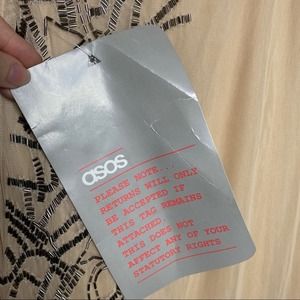 asos
PLEASE NOTE...
RETURNS WILL ONLY
BE ACCEPTED IF
THIS TAG REMAINS
ATTACHED.
THIS DOES NOT
AFFECT ANY OF YOUR
STATUTORY RIGHTS